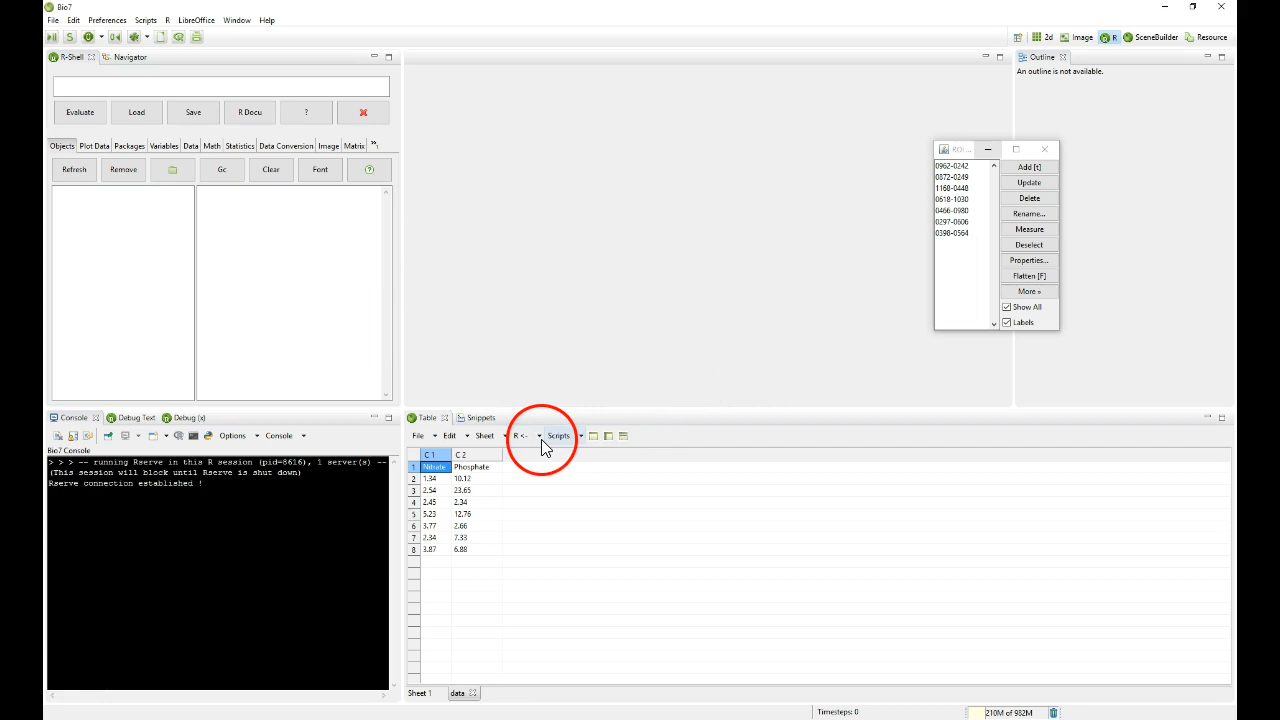 Bio7
File Edit Preferences Scripts R LibreOffice Window Help
2d Image R SceneBuilder Resource
R-Shell Navigator
Outline
An outline is not available.
Evaluate Load Save R Docu ?
Objects Plot Data Packages Variables Data Math Statistics Data Conversion Image Matrix »1
Refresh Remove Gc Clear Font
ROI ...
0962-0242
0872-0249
1168-0448
0618-1030
0466-0980
0297-0606
0398-0564
Add [t]
Update
Delete
Rename...
Measure
Deselect
Properties...
Flatten [F]
More »
Show All
Labels
Console Debug Text Debug (x)
Options Console
Bio7 Console
> > > -- running Rserve in this R session (pid=8616), 1 server(s) --
(This session will block until Rserve is shut down)
Rserve connection established !
Table Snippets
File Edit Sheet R <- Scripts
C 1 C 2
1 Nitrate Phosphate
2 1.34 10.12
3 2.54 23.65
4 2.45 2.34
5 5.23 12.76
6 3.77 2.66
7 2.34 7.33
8 3.87 6.88
Sheet 1 data
Timesteps: 0
210M of 982M